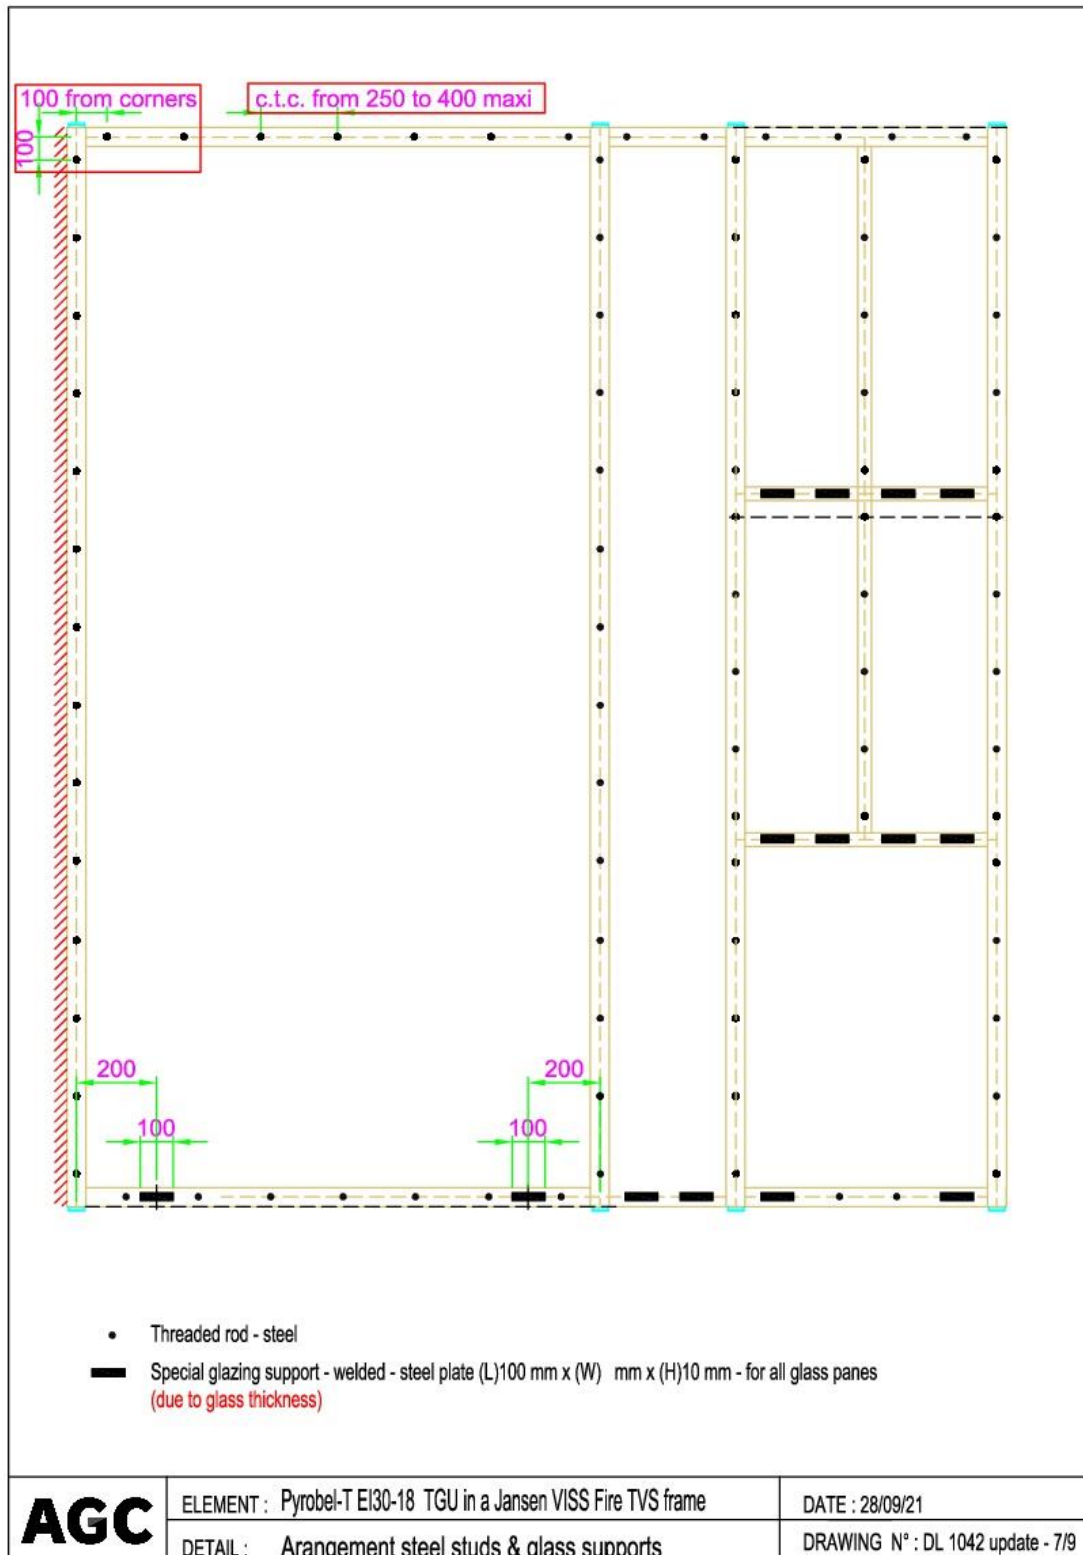 100 from corners
c.t.c. from 250 to 400 maxi
100
200
200
100
100
Threaded rod - steel
Special glazing support - welded - steel plate (L)100 mm x (W) mm x (H)10 mm - for all glass panes
(due to glass thickness)
AGC
ELEMENT : Pyrobel-T EI30-18 TGU in a Jansen VISS Fire TVS frame
DATE : 28/09/21
DETAIL : Arangement steel studs & glass supports
DRAWING N° : DL 1042 update - 7/9